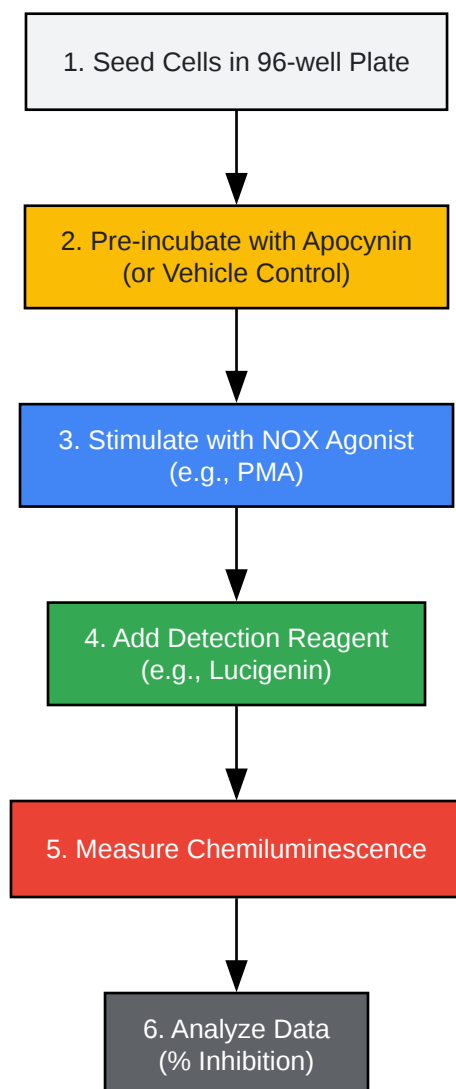 1. Seed Cells in 96-well Plate
2. Pre-incubate with Apocynin
(or Vehicle Control)
3. Stimulate with NOX Agonist
(e.g., PMA)
4. Add Detection Reagent
(e.g., Lucigenin)
5. Measure Chemiluminescence
6. Analyze Data
(% Inhibition)